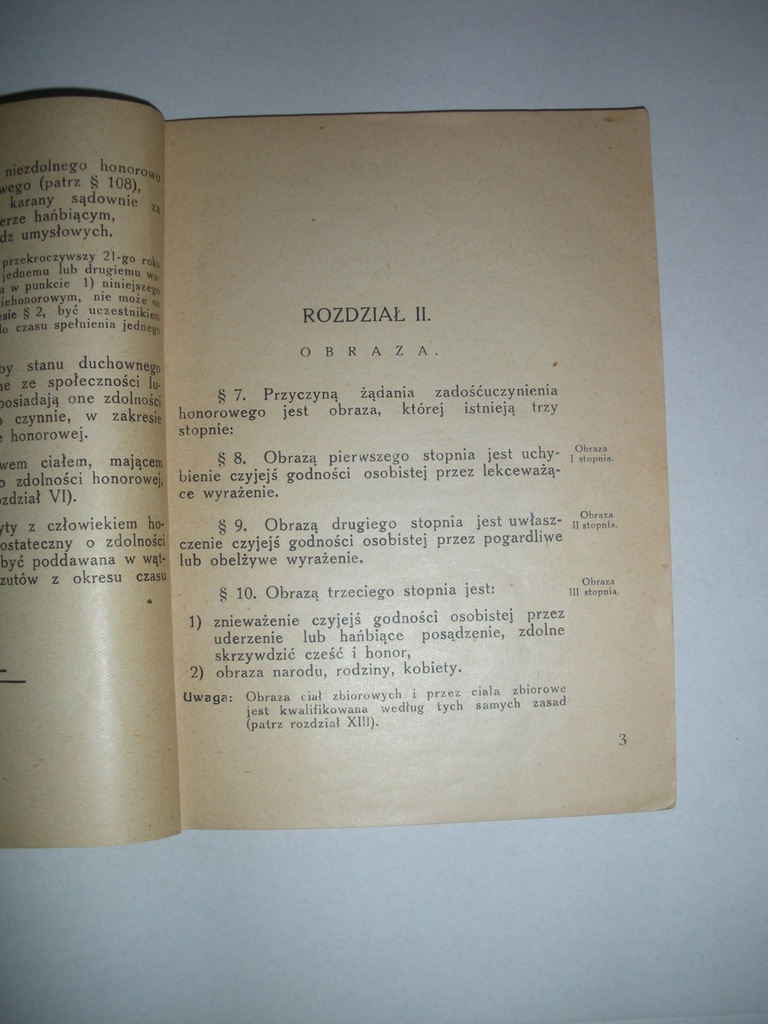 niezdolnego honorowo
wego (patrz § 108),
karany sądownie za
erze hańbiącym,
dz umysłowych.
przekroczywszy 21-go roku
jednemu lub drugiemu wa-
u w punkcie 1) niniejszego
iehonorowym, nie może on
sie § 2, być uczestnikiem
lo czasu spełnienia jednego
by stanu duchownego
ne ze społeczności lu-
posiadają one zdolności
o czynnie, w zakresie
e honorowej.
wem ciałem, mającem
o zdolności honorowej,
ozdział VI).
yty z człowiekiem ho-
ostateczny o zdolności
być poddawana w wąt-
zutów z okresu czasu
ROZDZIAŁ II.
OBRAZA.
§ 7. Przyczyną żądania zadośćuczynienia
honorowego jest obraza, której istnieją trzy
stopnie:
§ 8. Obrazą pierwszego stopnia jest uchy-
bienie czyjejś godności osobistej przez lekceważą-
ce wyrażenie.
Obraza
I stopnia.
§ 9. Obrazą drugiego stopnia jest uwłasz-
czenie czyjejś godności osobistej przez pogardliwe
lub obelżywe wyrażenie.
Obraza
II stopnia.
§ 10. Obrazą trzeciego stopnia jest:
Obraza
III stopnia.
1) znieważenie czyjejś godności osobistej przez
uderzenie lub hańbiące posądzenie, zdolne
skrzywdzić cześć i honor,
2) obraza narodu, rodziny, kobiety.
Uwaga: Obraza ciał zbiorowych i przez ciała zbiorowe
jest kwalifikowana według tych samych zasad
(patrz rozdział XIII).
3